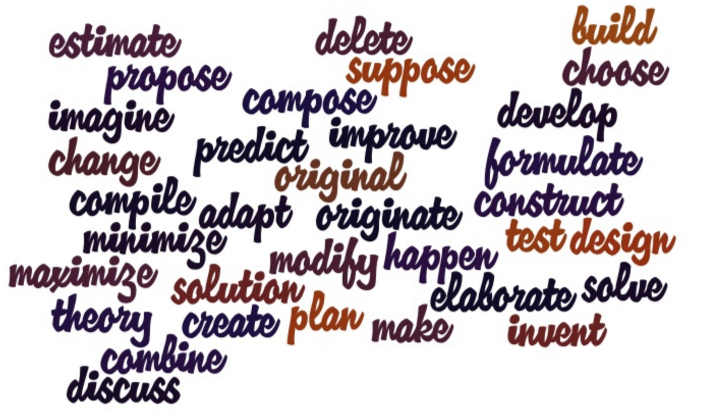 estimate delete build
propose suppose choose
imagine compose develop
change predict improve formulate
compile original construct
minimize adapt originate test design
maximize solution modify happen elaborate solve
theory create plan make invent
combine
discuss